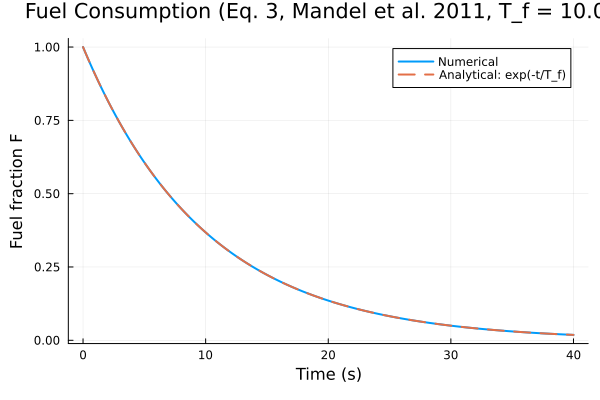 Fuel Consumption (Eq. 3, Mandel et al. 2011, T_f = 10.0
1.00
Numerical
Analytical: exp(-t/T_f)
0.75
Fuel fraction F
0.50
0.25
0.00
0 10 20 30 40
Time (s)